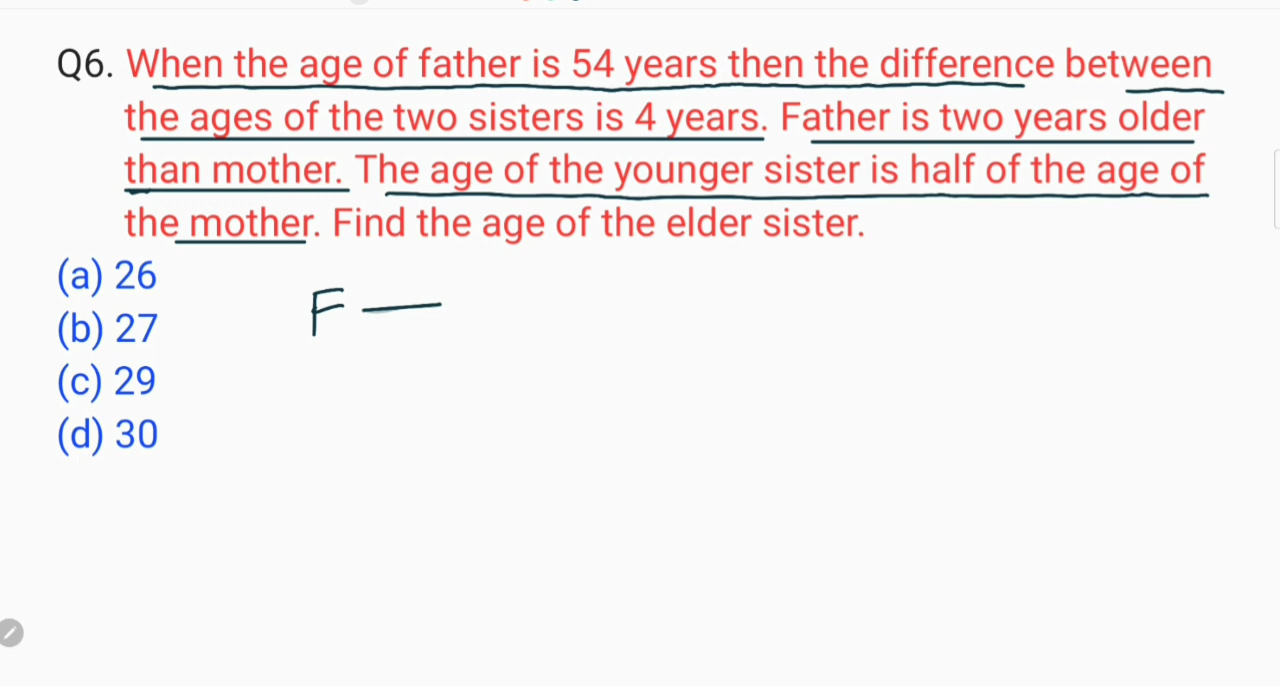 Q6. When the age of father is 54 years then the difference between
the ages of the two sisters is 4 years. Father is two years older
than mother. The age of the younger sister is half of the age of
the mother. Find the age of the elder sister.
(a) 26
(b) 27
(c) 29
(d) 30
F —